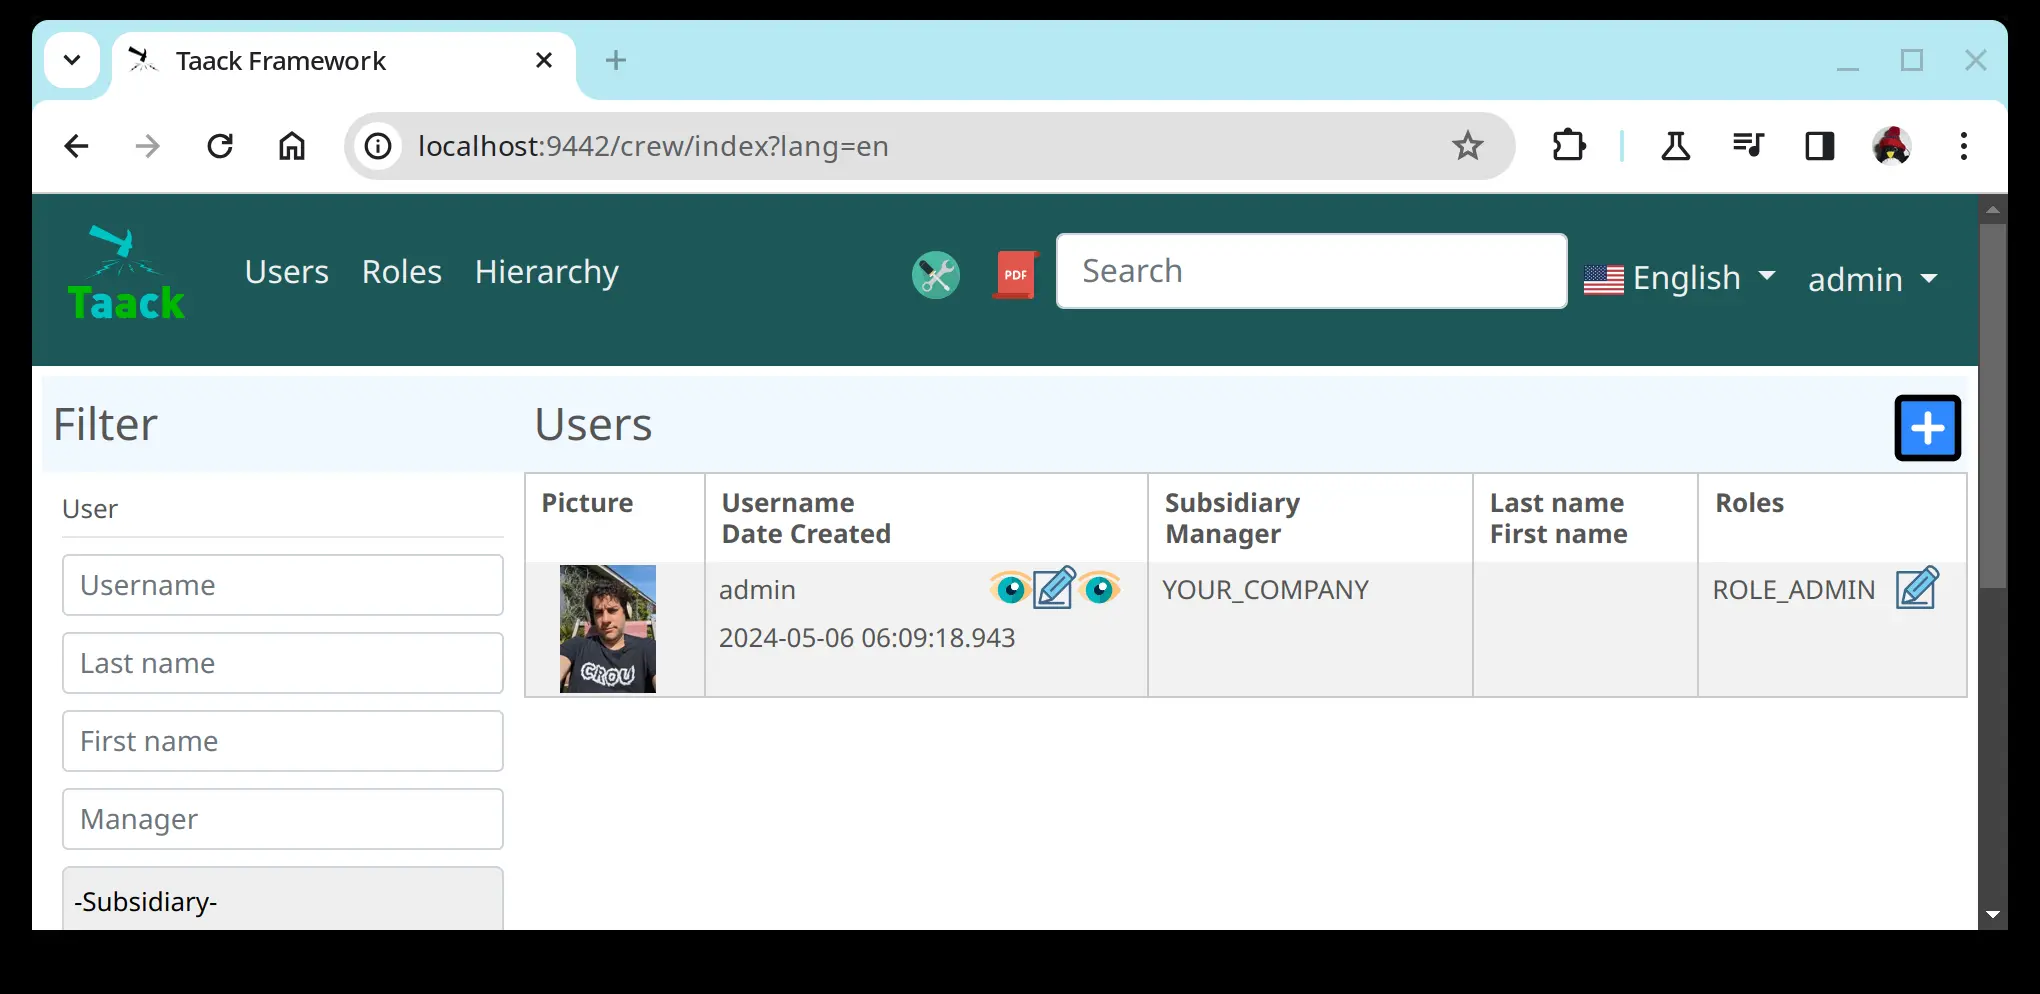 Taack Framework
localhost:9442/crew/index?lang=en
Taack
Users Roles Hierarchy
PDF
Search
English
admin
Filter
Users
User
Username
Last name
First name
Manager
-Subsidiary-
Picture
Username
Date Created
Subsidiary
Manager
Last name
First name
Roles
CROU
admin
2024-05-06 06:09:18.943
YOUR_COMPANY
ROLE_ADMIN